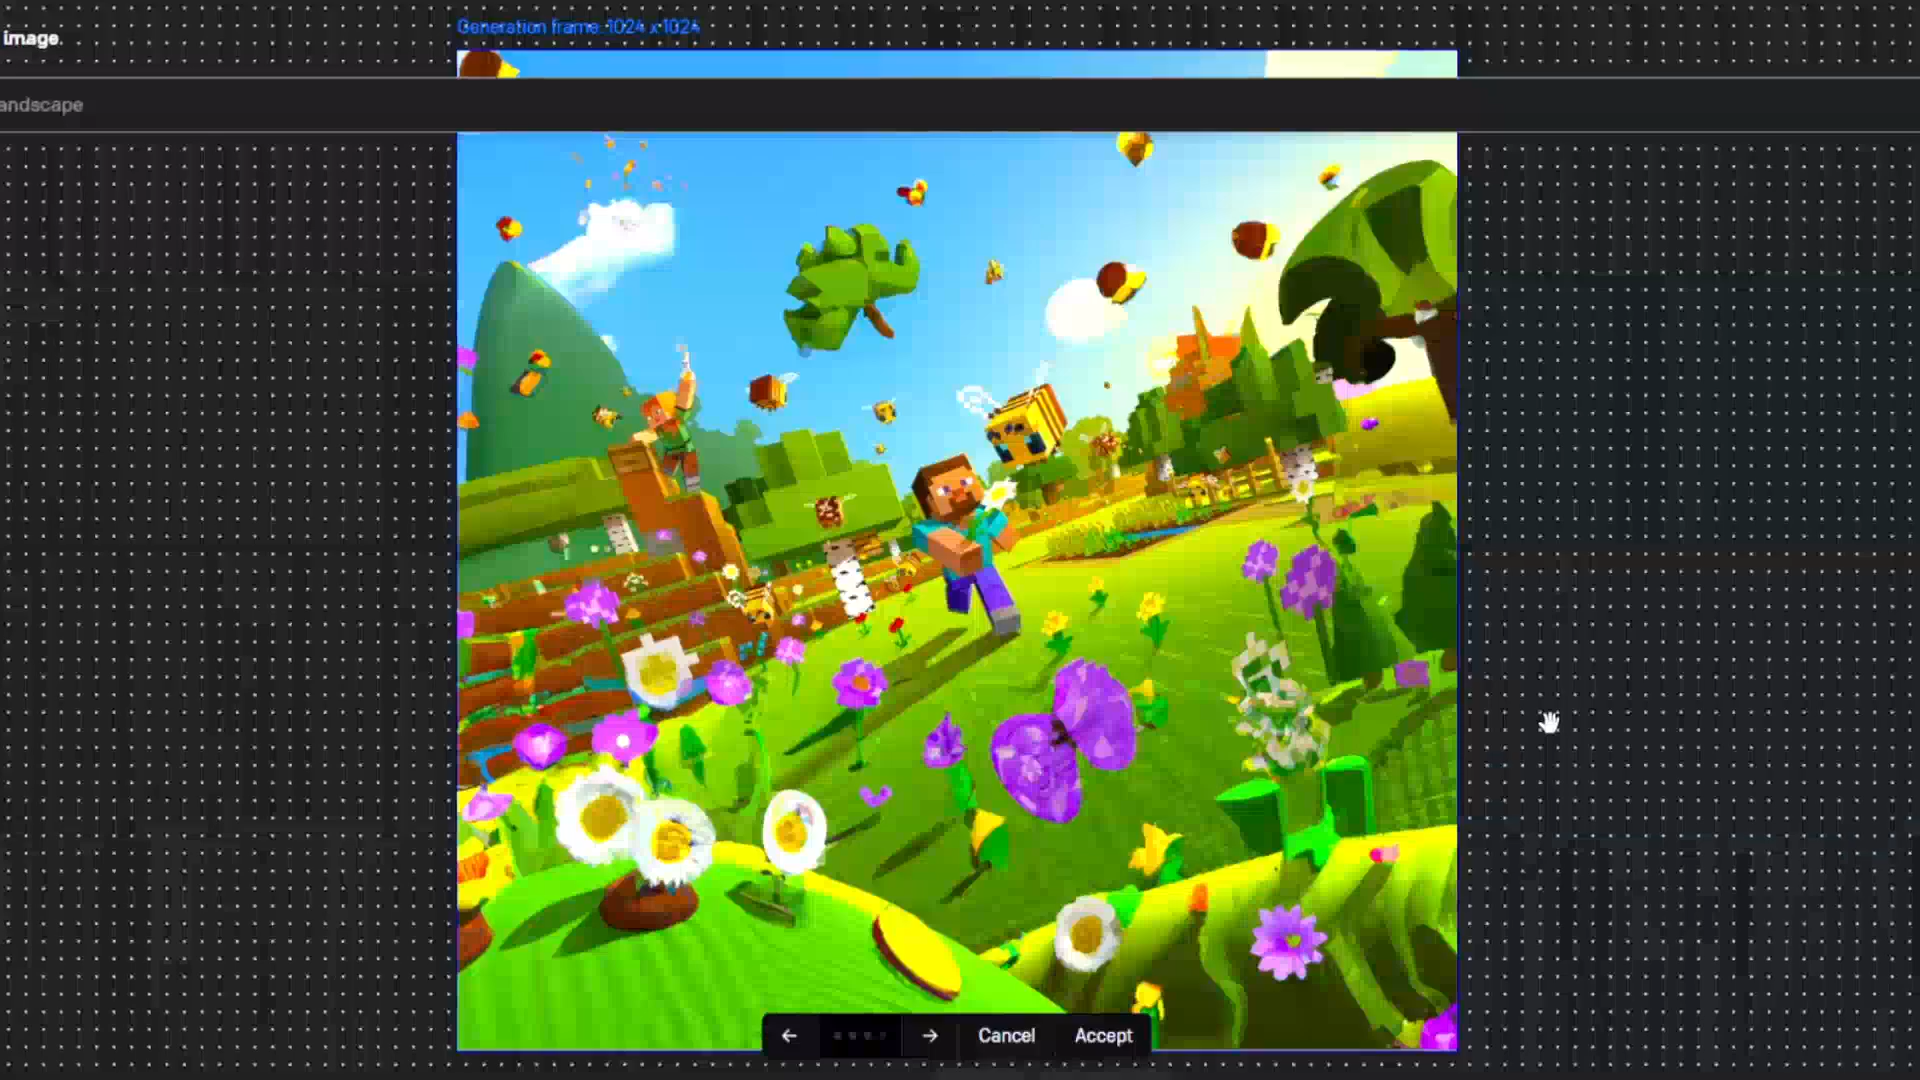 Generation frame: 1024 x 1024
image.
andscape
Cancel
Accept